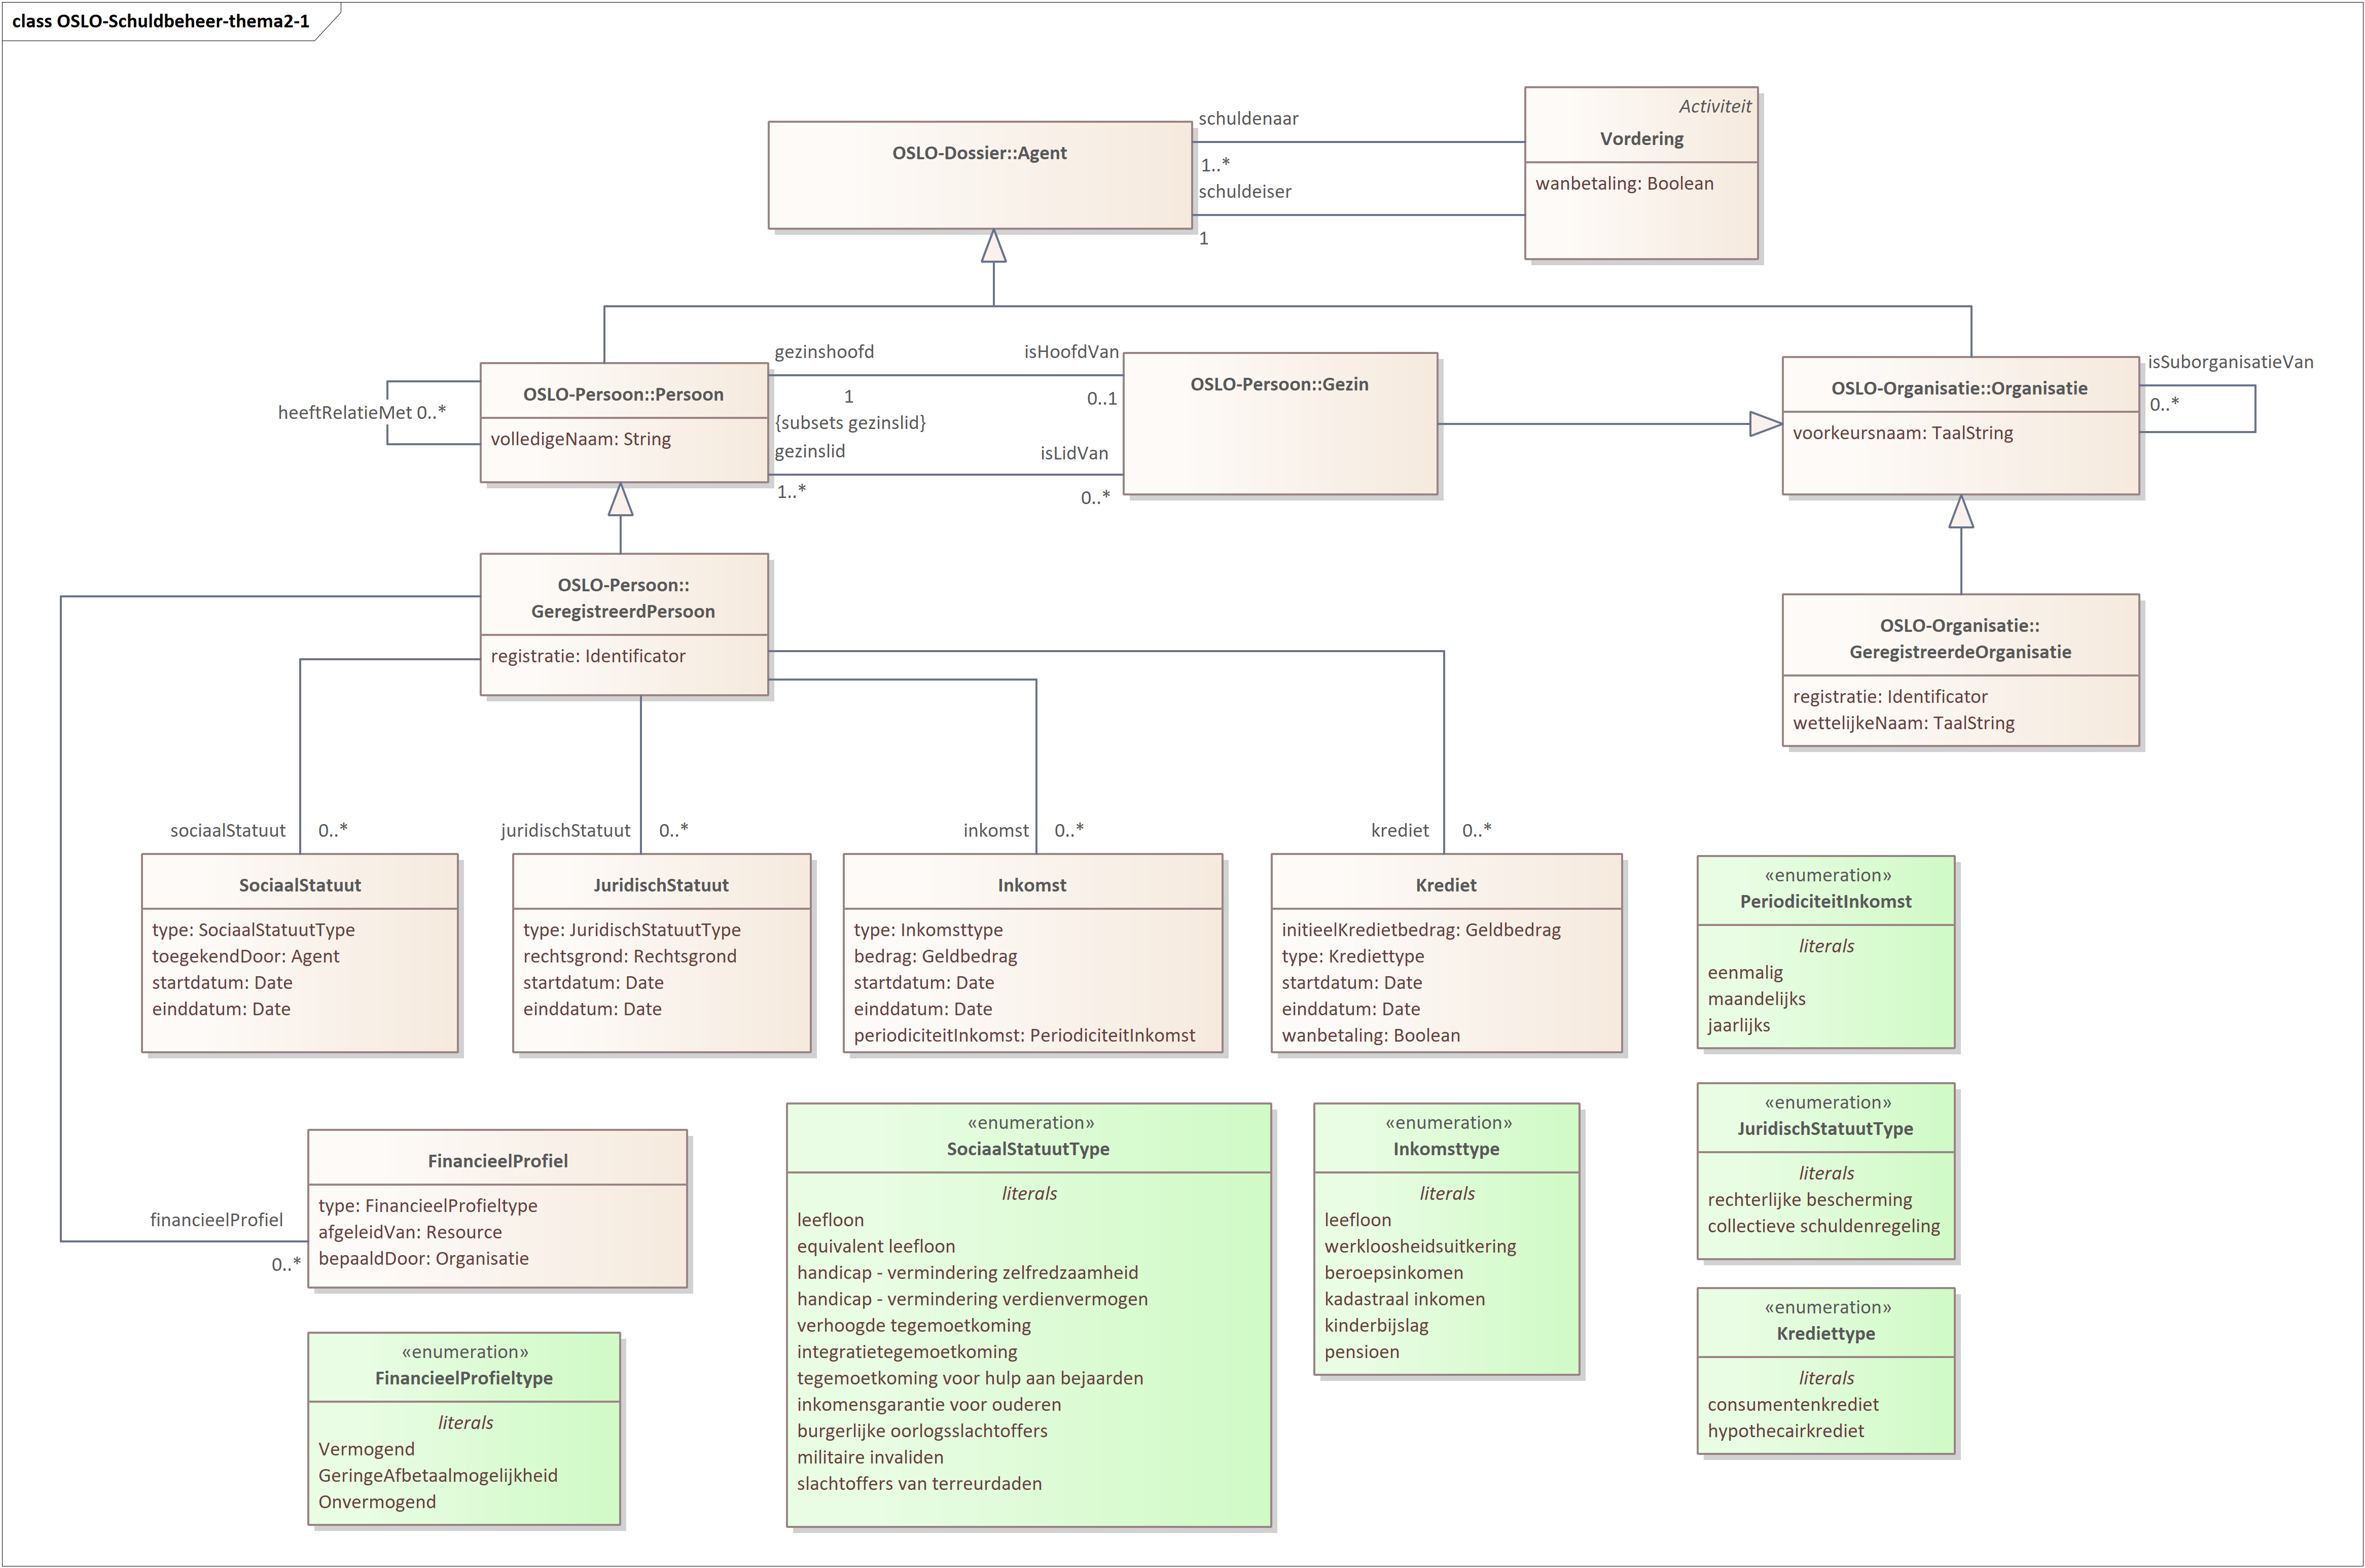 class OSLO-Schuldbeheer-thema2-1
OSLO-Dossier::Agent
schuldenaar
1..*
schuldeiser
1
Activiteit
Vordering
wanbetaling: Boolean
heeftRelatieMet 0..*
OSLO-Persoon::Persoon
volledigeNaam: String
gezinshoofd
1
{subsets gezinslid}
gezinslid
1..*
isHoofdVan
0..1
isLidVan
0..*
OSLO-Persoon::Gezin
OSLO-Organisatie::Organisatie
voorkeursnaam: TaalString
isSuborganisatieVan
0..*
OSLO-Persoon::
GeregistreerdPersoon
registratie: Identificator
OSLO-Organisatie::
GeregistreerdeOrganisatie
registratie: Identificator
wettelijkeNaam: TaalString
sociaalStatuut 0..*
juridischStatuut 0..*
inkomst 0..*
krediet 0..*
SociaalStatuut
type: SociaalStatuutType
toegekendDoor: Agent
startdatum: Date
einddatum: Date
JuridischStatuut
type: JuridischStatuutType
rechtsgrond: Rechtsgrond
startdatum: Date
einddatum: Date
Inkomst
type: Inkomsttype
bedrag: Geldbedrag
startdatum: Date
einddatum: Date
periodiciteitInkomst: PeriodiciteitInkomst
Krediet
initieelKredietbedrag: Geldbedrag
type: Krediettype
startdatum: Date
einddatum: Date
wanbetaling: Boolean
«enumeration»
PeriodiciteitInkomst
literals
eenmalig
maandelijks
jaarlijks
«enumeration»
JuridischStatuutType
literals
rechterlijke bescherming
collectieve schuldenregeling
«enumeration»
Krediettype
literals
consumentenkrediet
hypothecairkrediet
financieelProfiel
0..*
FinancieelProfiel
type: FinancieelProfieltype
afgeleidVan: Resource
bepaaldDoor: Organisatie
«enumeration»
FinancieelProfieltype
literals
Vermogend
GeringeAfbetaalmogelijkheid
Onvermogend
«enumeration»
SociaalStatuutType
literals
leefloon
equivalent leefloon
handicap - vermindering zelfredzaamheid
handicap - vermindering verdienvermogen
verhoogde tegemoetkoming
integratietegemoetkoming
tegemoetkoming voor hulp aan bejaarden
inkomensgarantie voor ouderen
burgerlijke oorlogsslachtoffers
militaire invaliden
slachtoffers van terreurdaden
«enumeration»
Inkomsttype
literals
leefloon
werkloosheidsuitkering
beroepsinkomen
kadastraal inkomen
kinderbijslag
pensioen